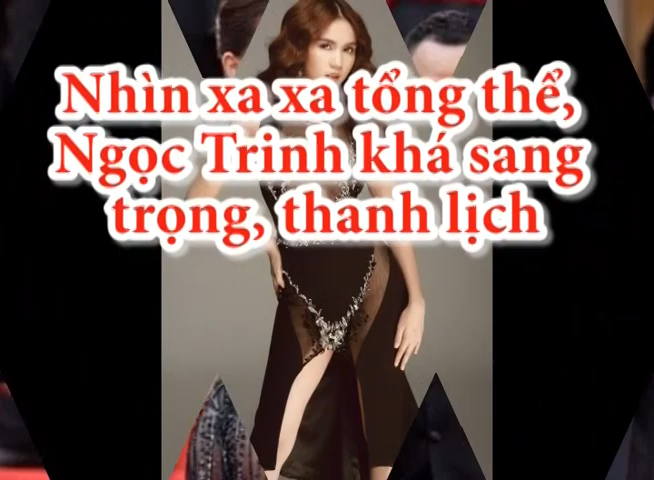 Nhìn xa xa tổng thể,
Ngọc Trinh khá sang
trọng, thanh lịch